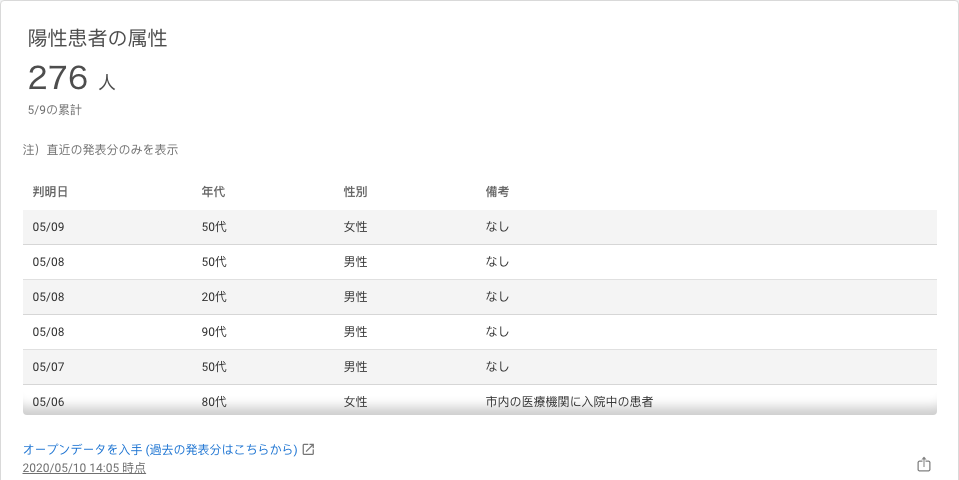 陽性患者の属性
276 人
5/9の累計
注）直近の発表分のみを表示
判明日 年代 性別 備考
05/09 50代 女性 なし
05/08 50代 男性 なし
05/08 20代 男性 なし
05/08 90代 男性 なし
05/07 50代 男性 なし
05/06 80代 女性 市内の医療機関に入院中の患者
オープンデータを入手 (過去の発表分はこちらから)
2020/05/10 14:05 時点